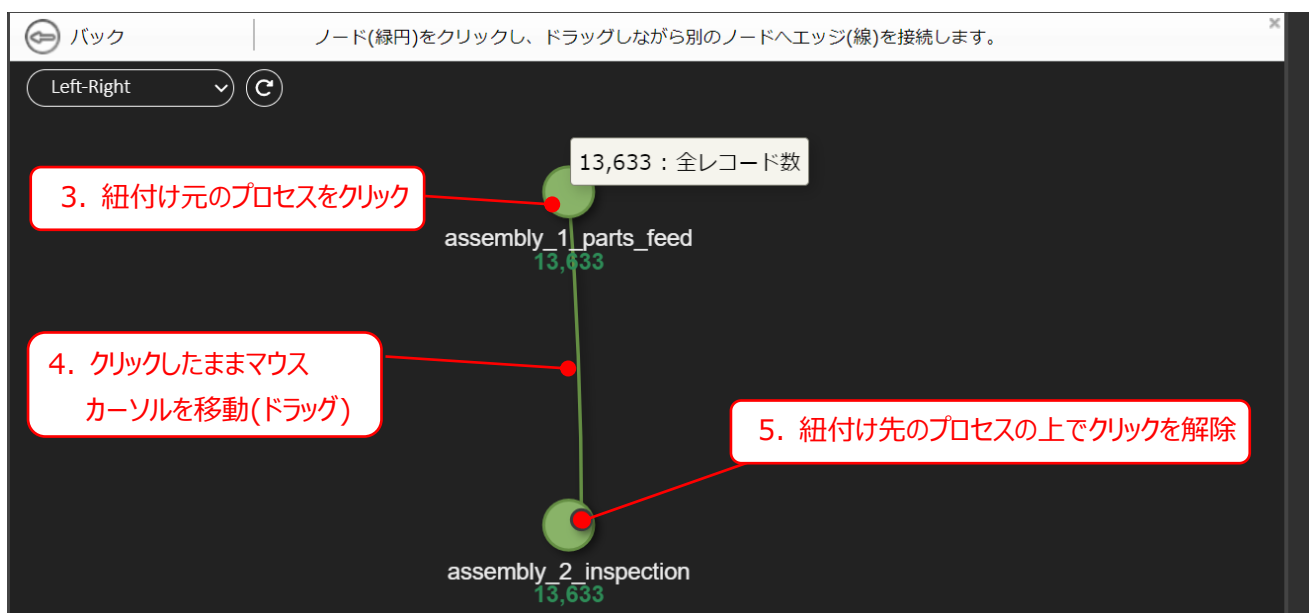 バック
ノード(緑円)をクリックし、ドラッグしながら別のノードへエッジ(線)を接続します。
×
Left-Right
13,633 : 全レコード数
3. 紐付け元のプロセスをクリック
assembly_1_parts_feed
13,633
4. クリックしたままマウス
カーソルを移動(ドラッグ)
5. 紐付け先のプロセスの上でクリックを解除
assembly_2_inspection
13,633